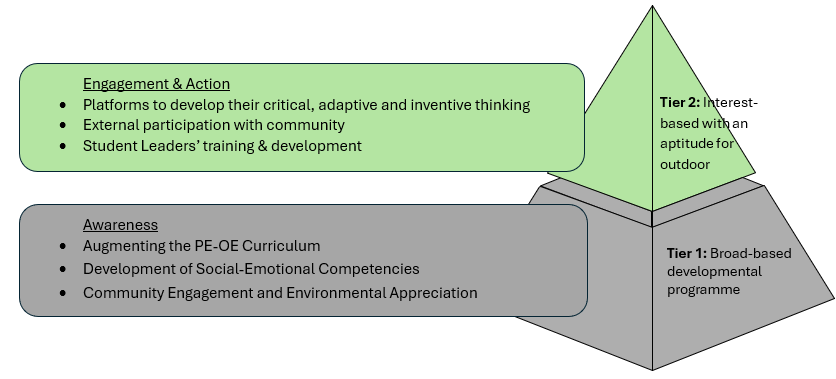 Engagement & Action
• Platforms to develop their critical, adaptive and inventive thinking
• External participation with community
• Student Leaders’ training & development
Tier 2: Interest-
based with an
aptitude for
outdoor
Awareness
• Augmenting the PE-OE Curriculum
• Development of Social-Emotional Competencies
• Community Engagement and Environmental Appreciation
Tier 1: Broad-based
developmental
programme